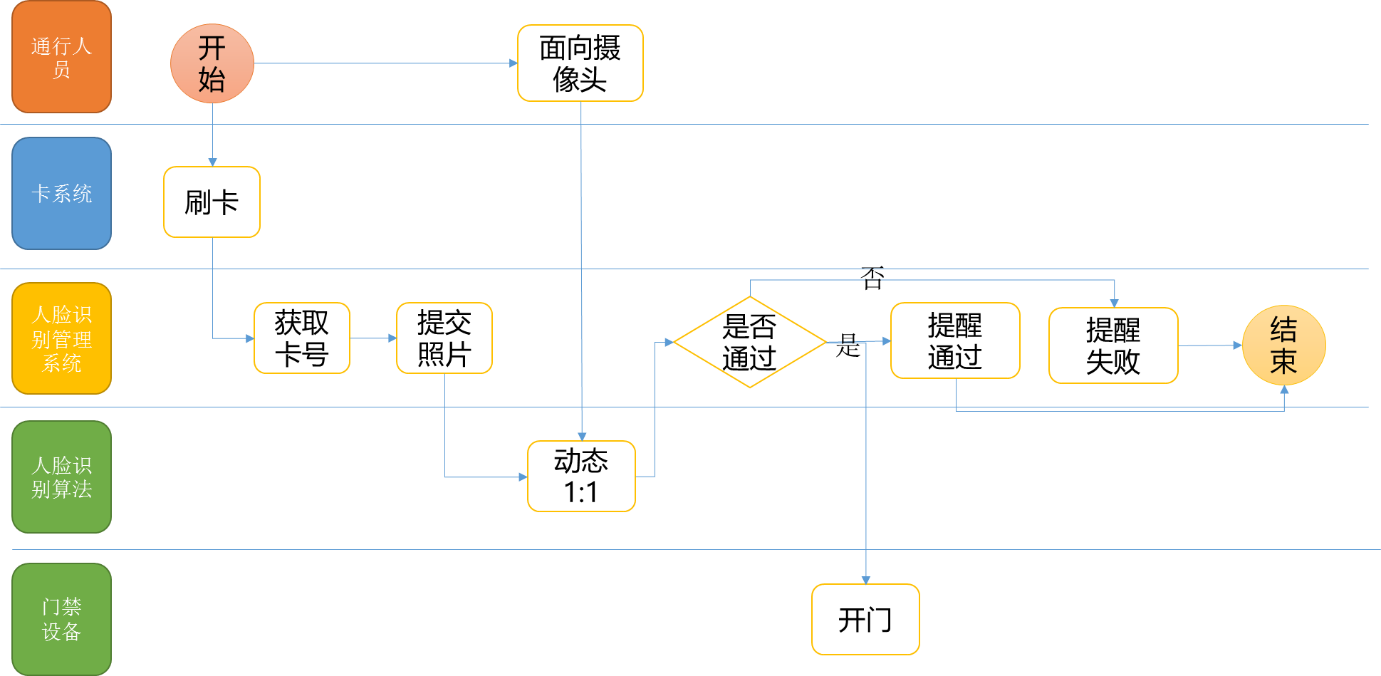 通行人
员
开
始
面向摄
像头
卡系统
刷卡
人脸识
别管理
系统
获取
卡号
提交
照片
是否
通过
否
是
提醒
通过
提醒
失败
结
束
人脸识
别算法
动态
1:1
门禁
设备
开门